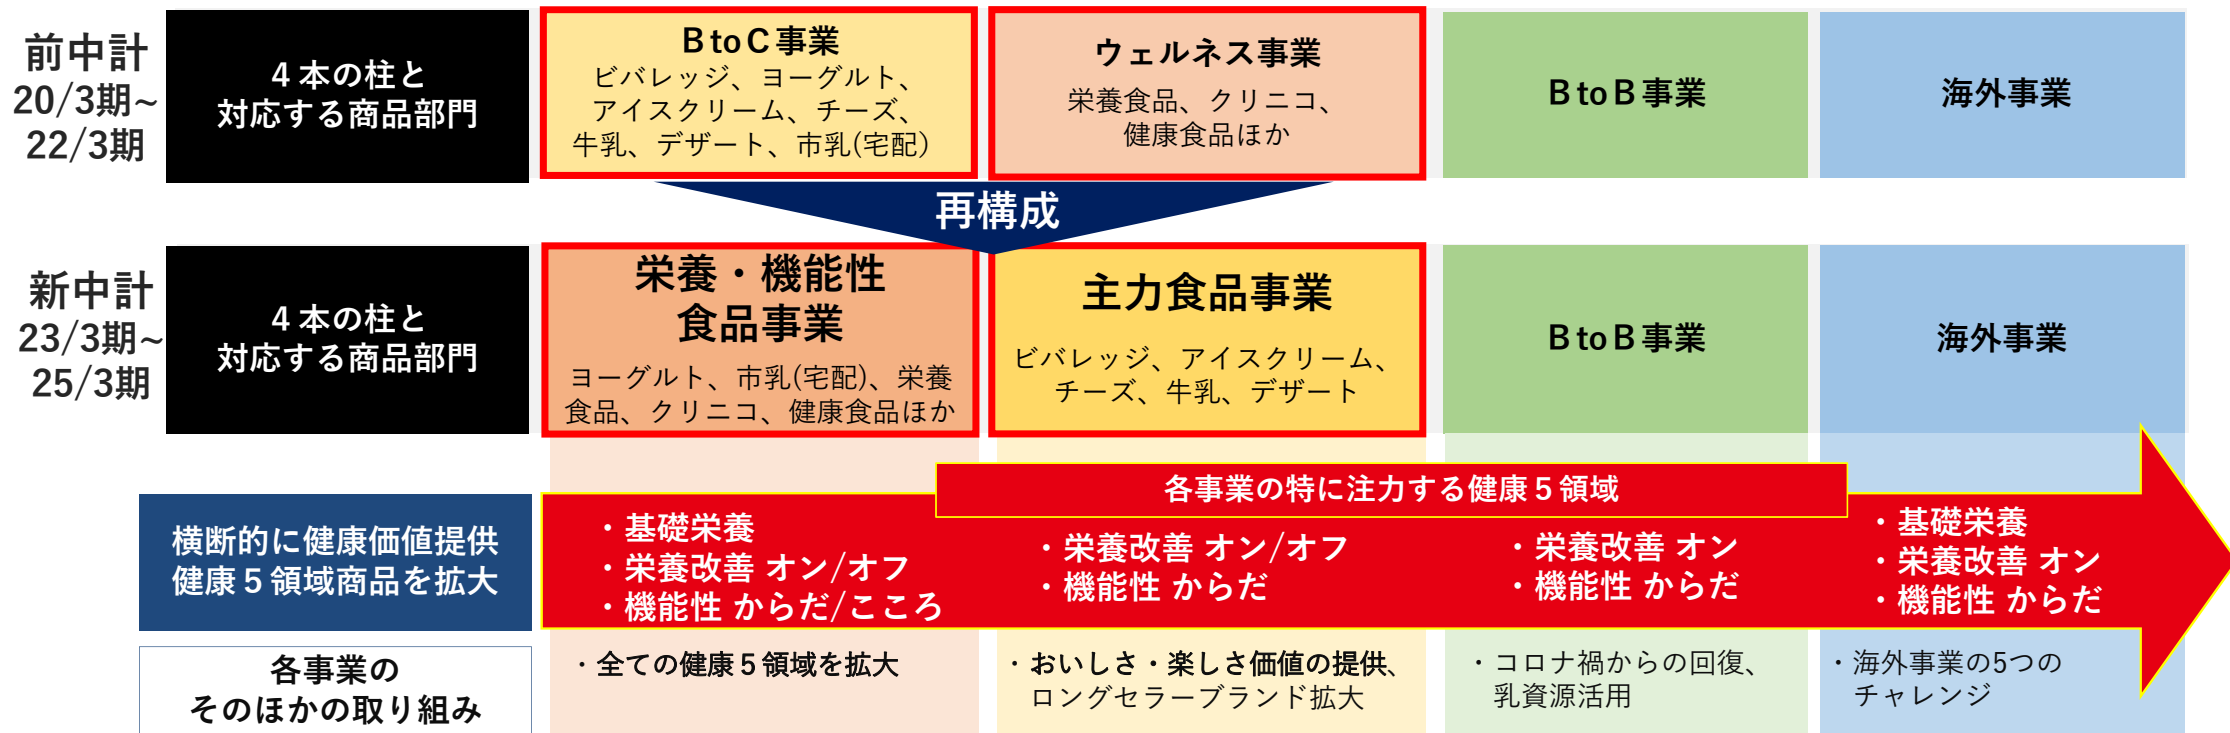 前中計
20/3期~
22/3期
４本の柱と
対応する商品部門
ＢtoＣ事業
ビバレッジ、ヨーグルト、
アイスクリーム、チーズ、
牛乳、デザート、市乳(宅配)
ウェルネス事業
栄養食品、クリニコ、
健康食品ほか
ＢtoＢ事業
海外事業
再構成
新中計
23/3期~
25/3期
４本の柱と
対応する商品部門
栄養・機能性
食品事業
ヨーグルト、市乳(宅配)、栄養
食品、クリニコ、健康食品ほか
主力食品事業
ビバレッジ、アイスクリーム、
チーズ、牛乳、デザート
ＢtoＢ事業
海外事業
各事業の特に注力する健康５領域
横断的に健康価値提供
健康５領域商品を拡大
・基礎栄養
・栄養改善 オン/オフ
・機能性 からだ/こころ
・栄養改善 オン/オフ
・機能性 からだ
・栄養改善 オン
・機能性 からだ
・基礎栄養
・栄養改善 オン
・機能性 からだ
各事業の
そのほかの取り組み
・全ての健康５領域を拡大
・おいしさ・楽しさ価値の提供、
ロングセラーブランド拡大
・コロナ禍からの回復、
乳資源活用
・海外事業の5つの
チャレンジ